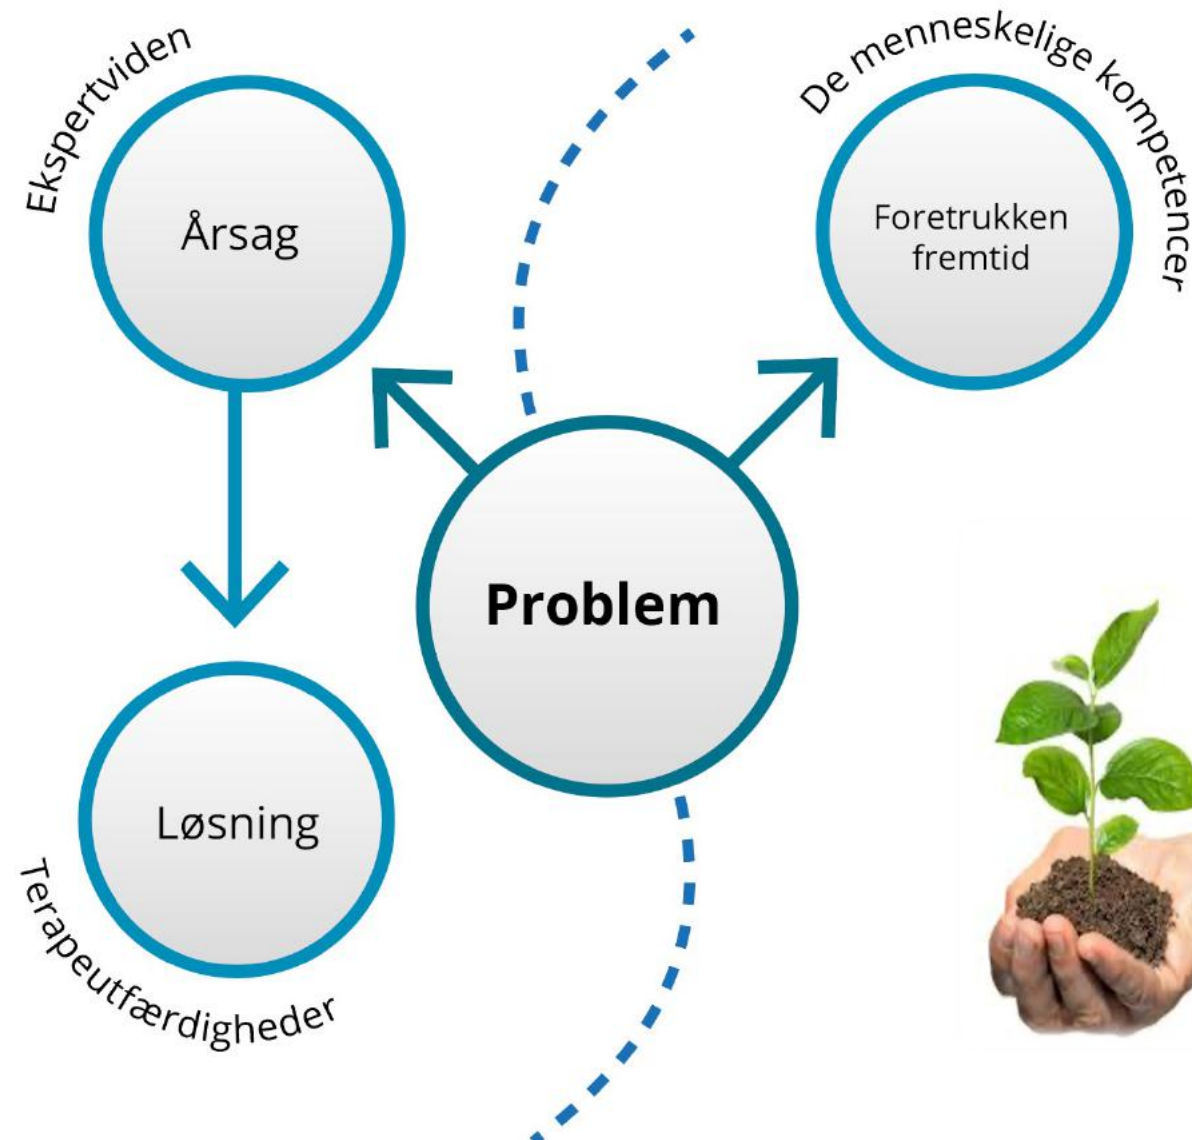 Ekspertviden
Årsag
De menneskelige kompetencer
Foretrukken
fremtid
Problem
Løsning
Terapeutfærdigheder